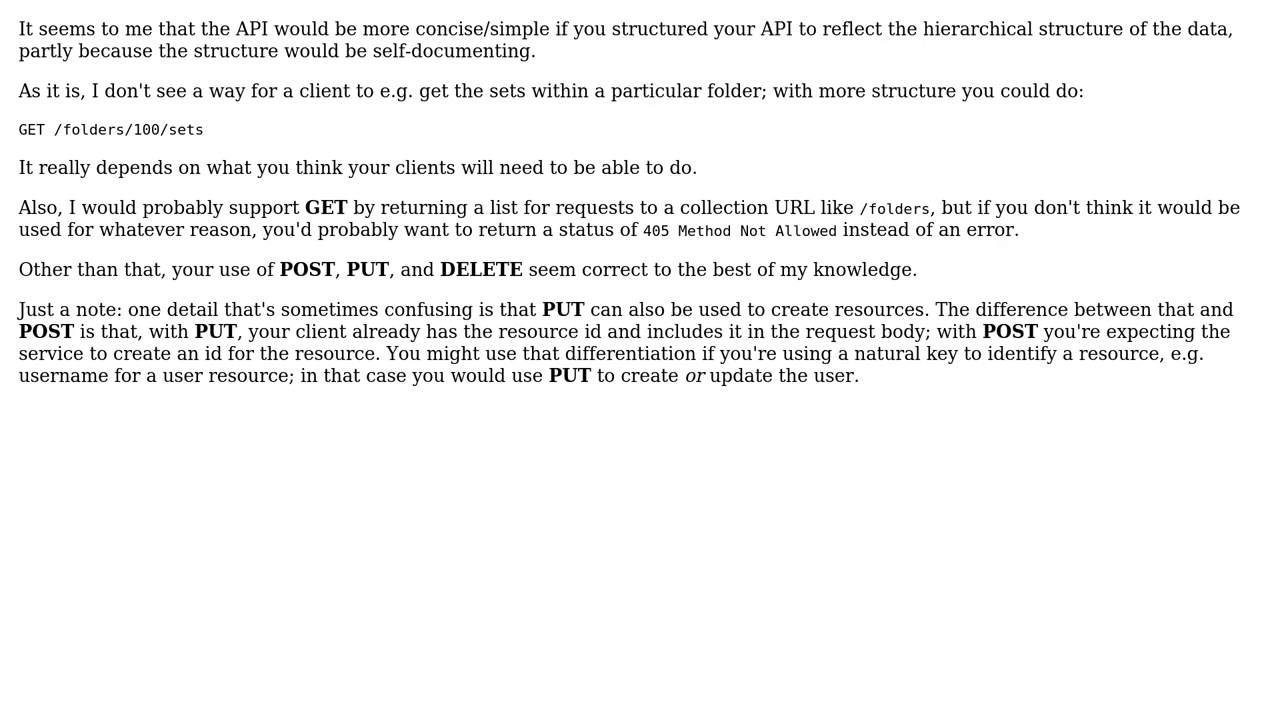 It seems to me that the API would be more concise/simple if you structured your API to reflect the hierarchical structure of the data,
partly because the structure would be self-documenting.
As it is, I don't see a way for a client to e.g. get the sets within a particular folder; with more structure you could do:
GET /folders/100/sets
It really depends on what you think your clients will need to be able to do.
Also, I would probably support GET by returning a list for requests to a collection URL like /folders, but if you don't think it would be
used for whatever reason, you'd probably want to return a status of 405 Method Not Allowed instead of an error.
Other than that, your use of POST, PUT, and DELETE seem correct to the best of my knowledge.
Just a note: one detail that's sometimes confusing is that PUT can also be used to create resources. The difference between that and
POST is that, with PUT, your client already has the resource id and includes it in the request body; with POST you're expecting the
service to create an id for the resource. You might use that differentiation if you're using a natural key to identify a resource, e.g.
username for a user resource; in that case you would use PUT to create or update the user.